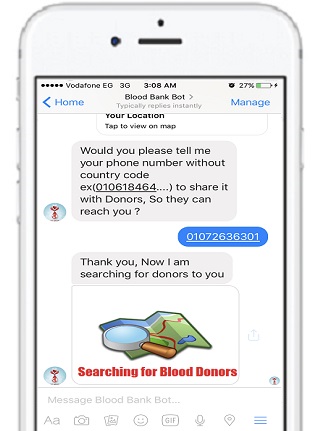 Vodafone EG 3G 3:08 AM 27%
Home Blood Bank Bot > Manage
Typically replies instantly
Your Location
Tap to view on map
Would you please tell me
your phone number without
country code
ex(010618464....) to share it
with Donors, So they can
reach you ?
01072636301
Thank you, Now I am
searching for donors to you
Searching for Blood Donors
Message Blood Bank Bot...
Aa GIF